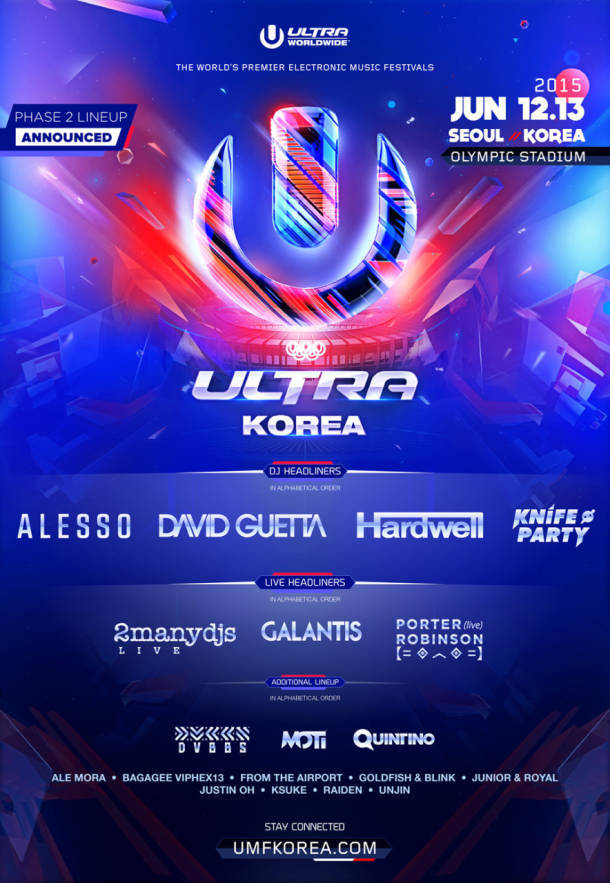 ULTRA
WORLDWIDE
THE WORLD'S PREMIER ELECTRONIC MUSIC FESTIVALS
PHASE 2 LINEUP
ANNOUNCED
2015
JUN 12.13
SEOUL // KOREA
OLYMPIC STADIUM
ULTRA
KOREA
DJ HEADLINERS
IN ALPHABETICAL ORDER
ALESSO DAVID GUETTA Hardwell KNIFE PARTY
LIVE HEADLINERS
IN ALPHABETICAL ORDER
2manydjs
LIVE
GALANTIS
PORTER (live)
ROBINSON
[= ◇ ︿ ◇ =]
ADDITIONAL LINEUP
IN ALPHABETICAL ORDER
DVBBS MOTi QUINTINO
ALE MORA • BAGAGEE VIPHEX13 • FROM THE AIRPORT • GOLDFISH & BLINK • JUNIOR & ROYAL
JUSTIN OH • KSUKE • RAIDEN • UNJIN
STAY CONNECTED
UMFKOREA.COM